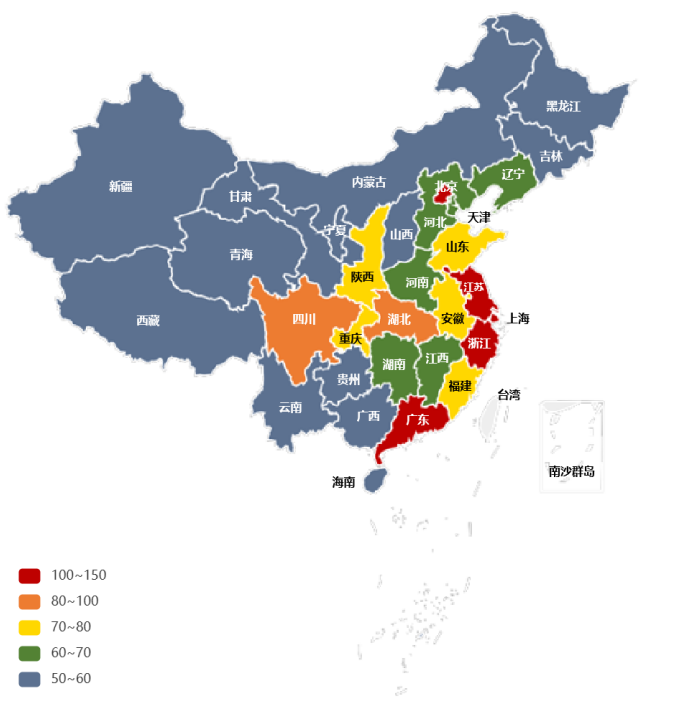 黑龙江
吉林
辽宁
内蒙古
新疆
甘肃
北京
天津
河北
宁夏
山西
山东
青海
陕西
河南
江苏
西藏
四川
湖北
安徽
上海
重庆
浙江
湖南
江西
贵州
福建
云南
广西
广东
台湾
南沙群岛
海南
100~150
80~100
70~80
60~70
50~60